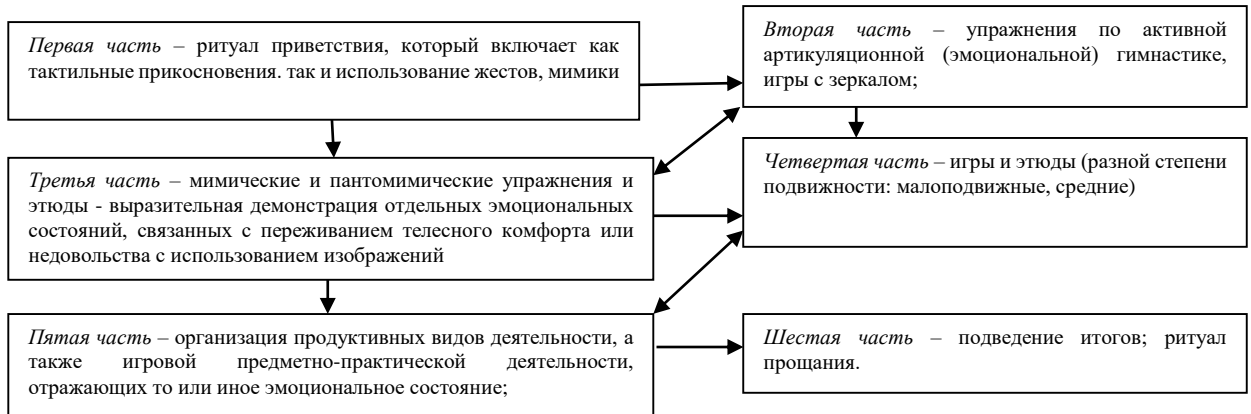 Первая часть – ритуал приветствия, который включает как
тактильные прикосновения. так и использование жестов, мимики
Вторая часть – упражнения по активной
артикуляционной (эмоциональной) гимнастике,
игры с зеркалом;
Третья часть – мимические и пантомимические упражнения и
этюды - выразительная демонстрация отдельных эмоциональных
состояний, связанных с переживанием телесного комфорта или
недовольства с использованием изображений
Четвертая часть – игры и этюды (разной степени
подвижности: малоподвижные, средние)
Пятая часть – организация продуктивных видов деятельности, а
также игровой предметно-практической деятельности,
отражающих то или иное эмоциональное состояние;
Шестая часть – подведение итогов; ритуал
прощания.